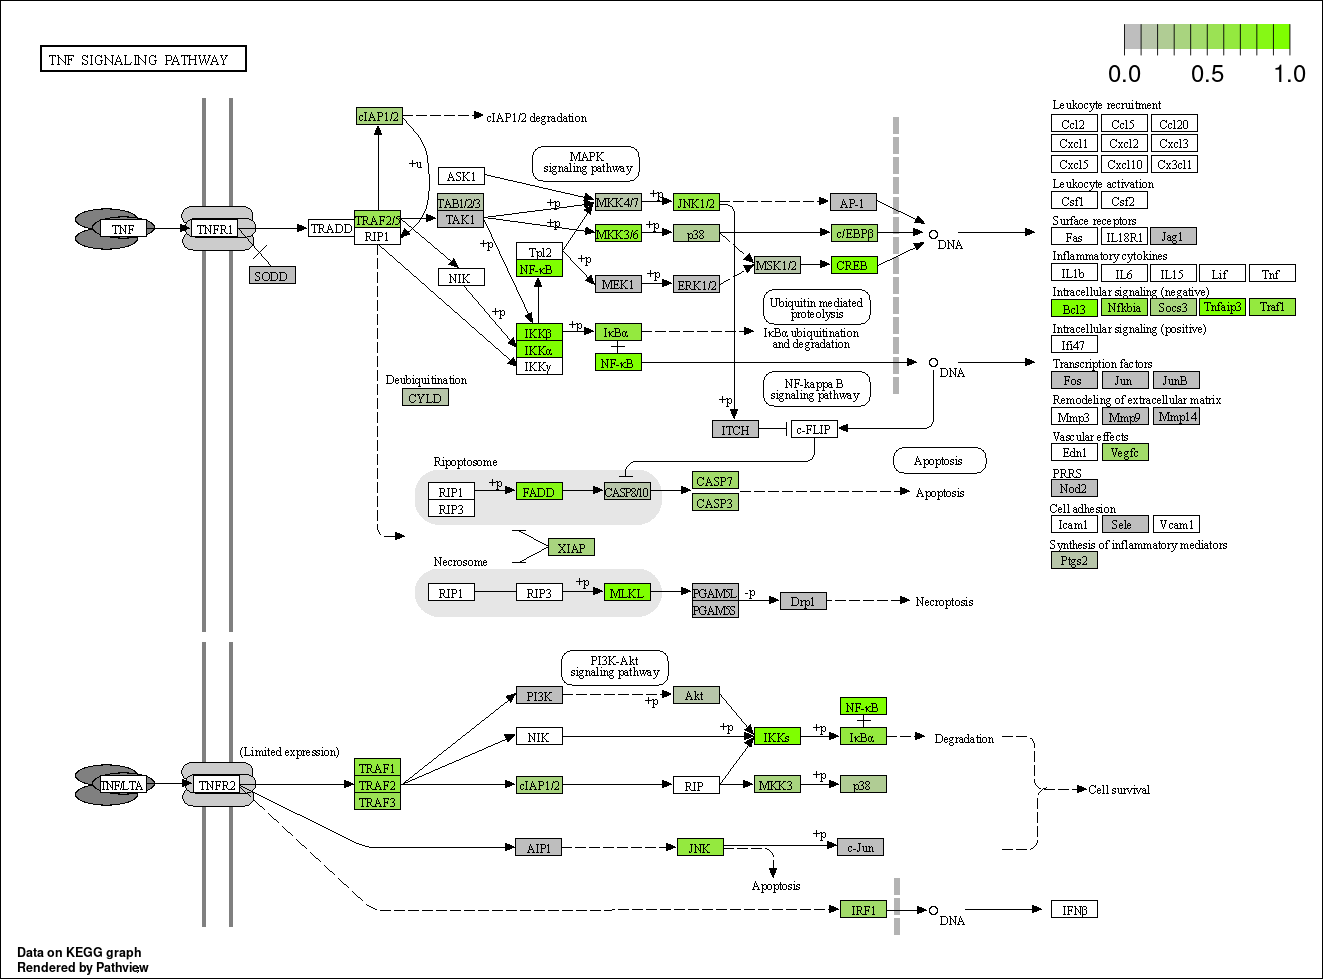 TNF SIGNALING PATHWAY
0.0 0.5 1.0
cIAP1/2
cIAP1/2 degradation
+u
MAPK
signaling pathway
ASK1
TAB1/2/3
TAK1
TNF
TNFR1
SODD
TRADD
TRAF2/5
RIP1
NIK
+p
+p
+p
+p
+p
MKK4/7
+p
JNK1/2
AP-1
MKK3/6
+p
p38
c/EBPβ
DNA
Tpl2
NF-κB
MEK1
ERK1/2
MSK1/2
CREB
Ubiquitin mediated
proteolysis
IKKβ
IKKα
IKKγ
+p
IκBα
IκBα ubiquitination
and degradation
NF-κB
DNA
Deubiquitination
CYLD
NF-kappa B
signaling pathway
+p
ITCH
c-FLIP
Ripoptosome
RIP1
RIP3
+p
FADD
CASP8/10
CASP7
CASP3
Apoptosis
Apoptosis
XIAP
Necrosome
RIP1
RIP3
+p
MLKL
PGAM5L
PGAM5S
-p
Drp1
Necroptosis
Leukocyte recruitment
Ccl2 Ccl5 Ccl20
Cxcl1 Cxcl2 Cxcl3
Cxcl5 Cxcl10 Cx3cl1
Leukocyte activation
Csf1 Csf2
Surface receptors
Fas IL18R1 Jag1
Inflammatory cytokines
IL1b IL6 IL15 Lif Tnf
Intracellular signaling (negative)
Bcl3 Nfkbia Socs3 Tnfaip3 Traf1
Intracellular signaling (positive)
Ifi47
Transcription factors
Fos Jun JunB
Remodeling of extracellular matrix
Mmp3 Mmp9 Mmp14
Vascular effects
Edn1 Vegfc
PRRS
Nod2
Cell adhesion
Icam1 Sele Vcam1
Synthesis of inflammatory mediators
Ptgs2
PI3K-Akt
signaling pathway
PI3K
+p
Akt
NF-κB
NIK
+p
IKKs
+p
IκBα
Degradation
(Limited expression)
TNF/LTA
TNFR2
TRAF1
TRAF2
TRAF3
cIAP1/2
RIP
MKK3
+p
p38
Cell survival
AIP1
JNK
+p
c-Jun
Apoptosis
IRF1
DNA
IFNβ
Data on KEGG graph
Rendered by Pathview